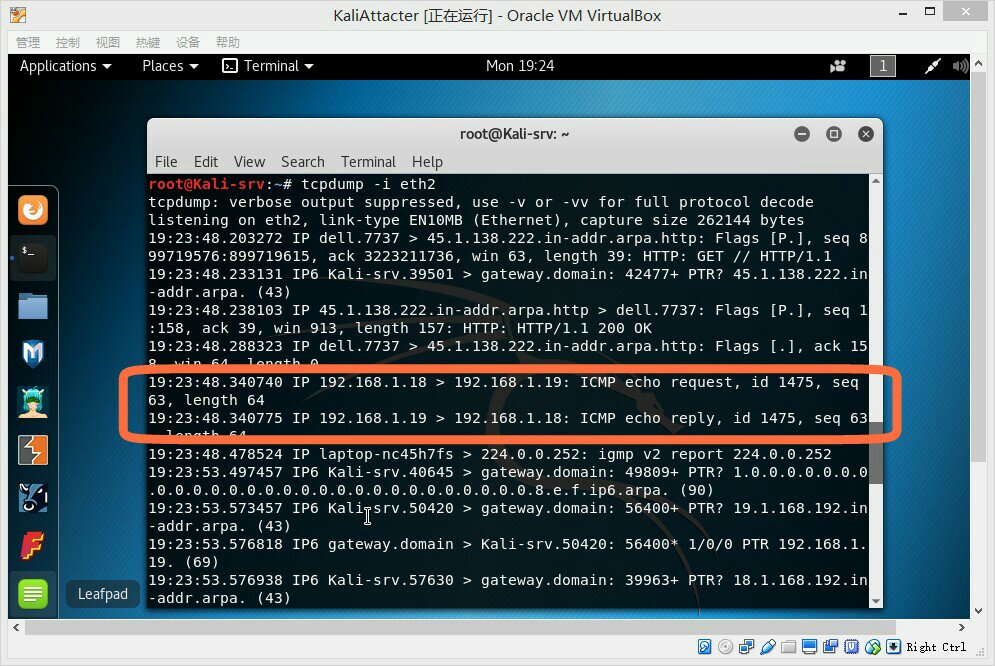 KaliAttacter [正在运行] - Oracle VM VirtualBox
管理 控制 视图 热键 设备 帮助
Applications Places Terminal Mon 19:24 1
root@Kali-srv: ~
File Edit View Search Terminal Help
root@Kali-srv:~# tcpdump -i eth2
tcpdump: verbose output suppressed, use -v or -vv for full protocol decode
listening on eth2, link-type EN10MB (Ethernet), capture size 262144 bytes
19:23:48.203272 IP dell.7737 > 45.1.138.222.in-addr.arpa.http: Flags [P.], seq 8
99719576:899719615, ack 3223211736, win 63, length 39: HTTP: GET // HTTP/1.1
19:23:48.233131 IP6 Kali-srv.39501 > gateway.domain: 42477+ PTR? 45.1.138.222.in
-addr.arpa. (43)
19:23:48.238103 IP 45.1.138.222.in-addr.arpa.http > dell.7737: Flags [P.], seq 1
:158, ack 39, win 913, length 157: HTTP: HTTP/1.1 200 OK
19:23:48.288323 IP dell.7737 > 45.1.138.222.in-addr.arpa.http: Flags [.], ack 15
8, win 64, length 0
19:23:48.340740 IP 192.168.1.18 > 192.168.1.19: ICMP echo request, id 1475, seq
63, length 64
19:23:48.340775 IP 192.168.1.19 > 192.168.1.18: ICMP echo reply, id 1475, seq 63
, length 64
19:23:48.478524 IP laptop-nc45h7fs > 224.0.0.252: igmp v2 report 224.0.0.252
19:23:53.497457 IP6 Kali-srv.40645 > gateway.domain: 49809+ PTR? 1.0.0.0.0.0.0.0
.0.0.0.0.0.0.0.0.0.0.0.0.0.0.0.0.0.0.0.0.8.e.f.ip6.arpa. (90)
19:23:53.573457 IP6 Kali-srv.50420 > gateway.domain: 56400+ PTR? 19.1.168.192.in
-addr.arpa. (43)
19:23:53.576818 IP6 gateway.domain > Kali-srv.50420: 56400* 1/0/0 PTR 192.168.1.
19. (69)
19:23:53.576938 IP6 Kali-srv.57630 > gateway.domain: 39963+ PTR? 18.1.168.192.in
-addr.arpa. (43)
Leafpad
Right Ctrl